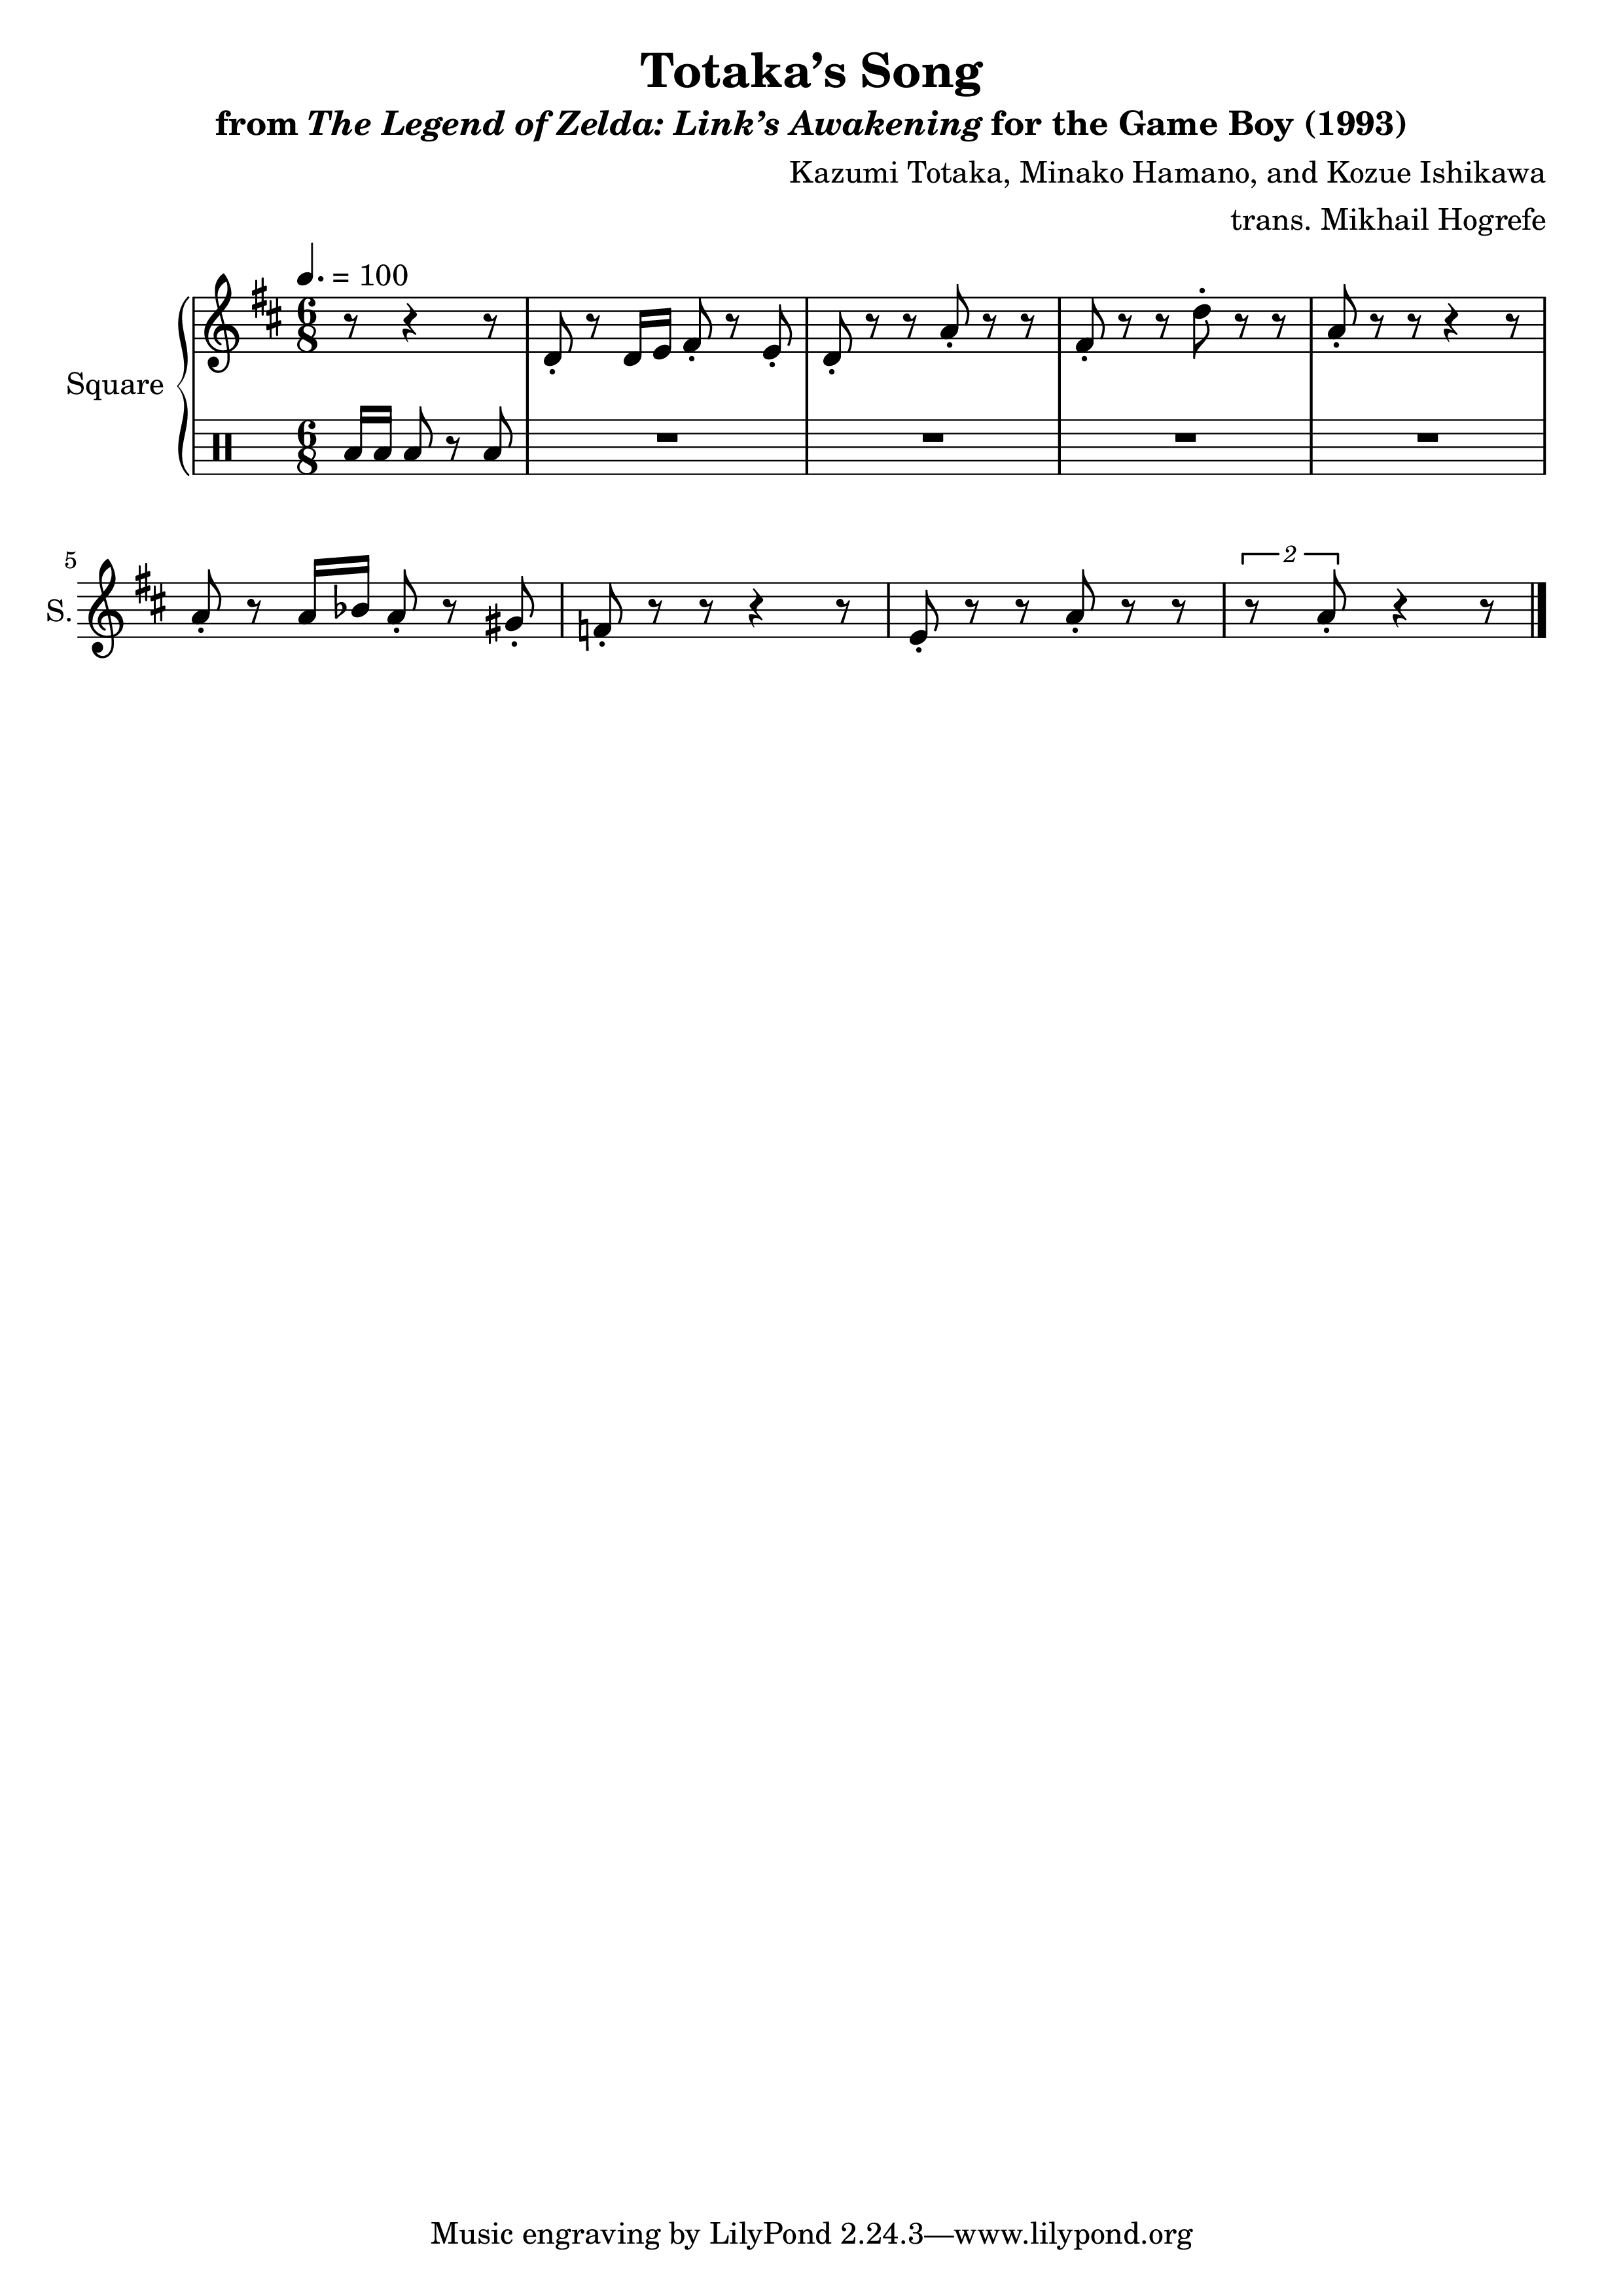 Totaka’s Song
from The Legend of Zelda: Link’s Awakening for the Game Boy (1993)
Kazumi Totaka, Minako Hamano, and Kozue Ishikawa
trans. Mikhail Hogrefe
= 100
Square
6
8
6
8
5
S.
2
Music engraving by LilyPond 2.24.3—www.lilypond.org